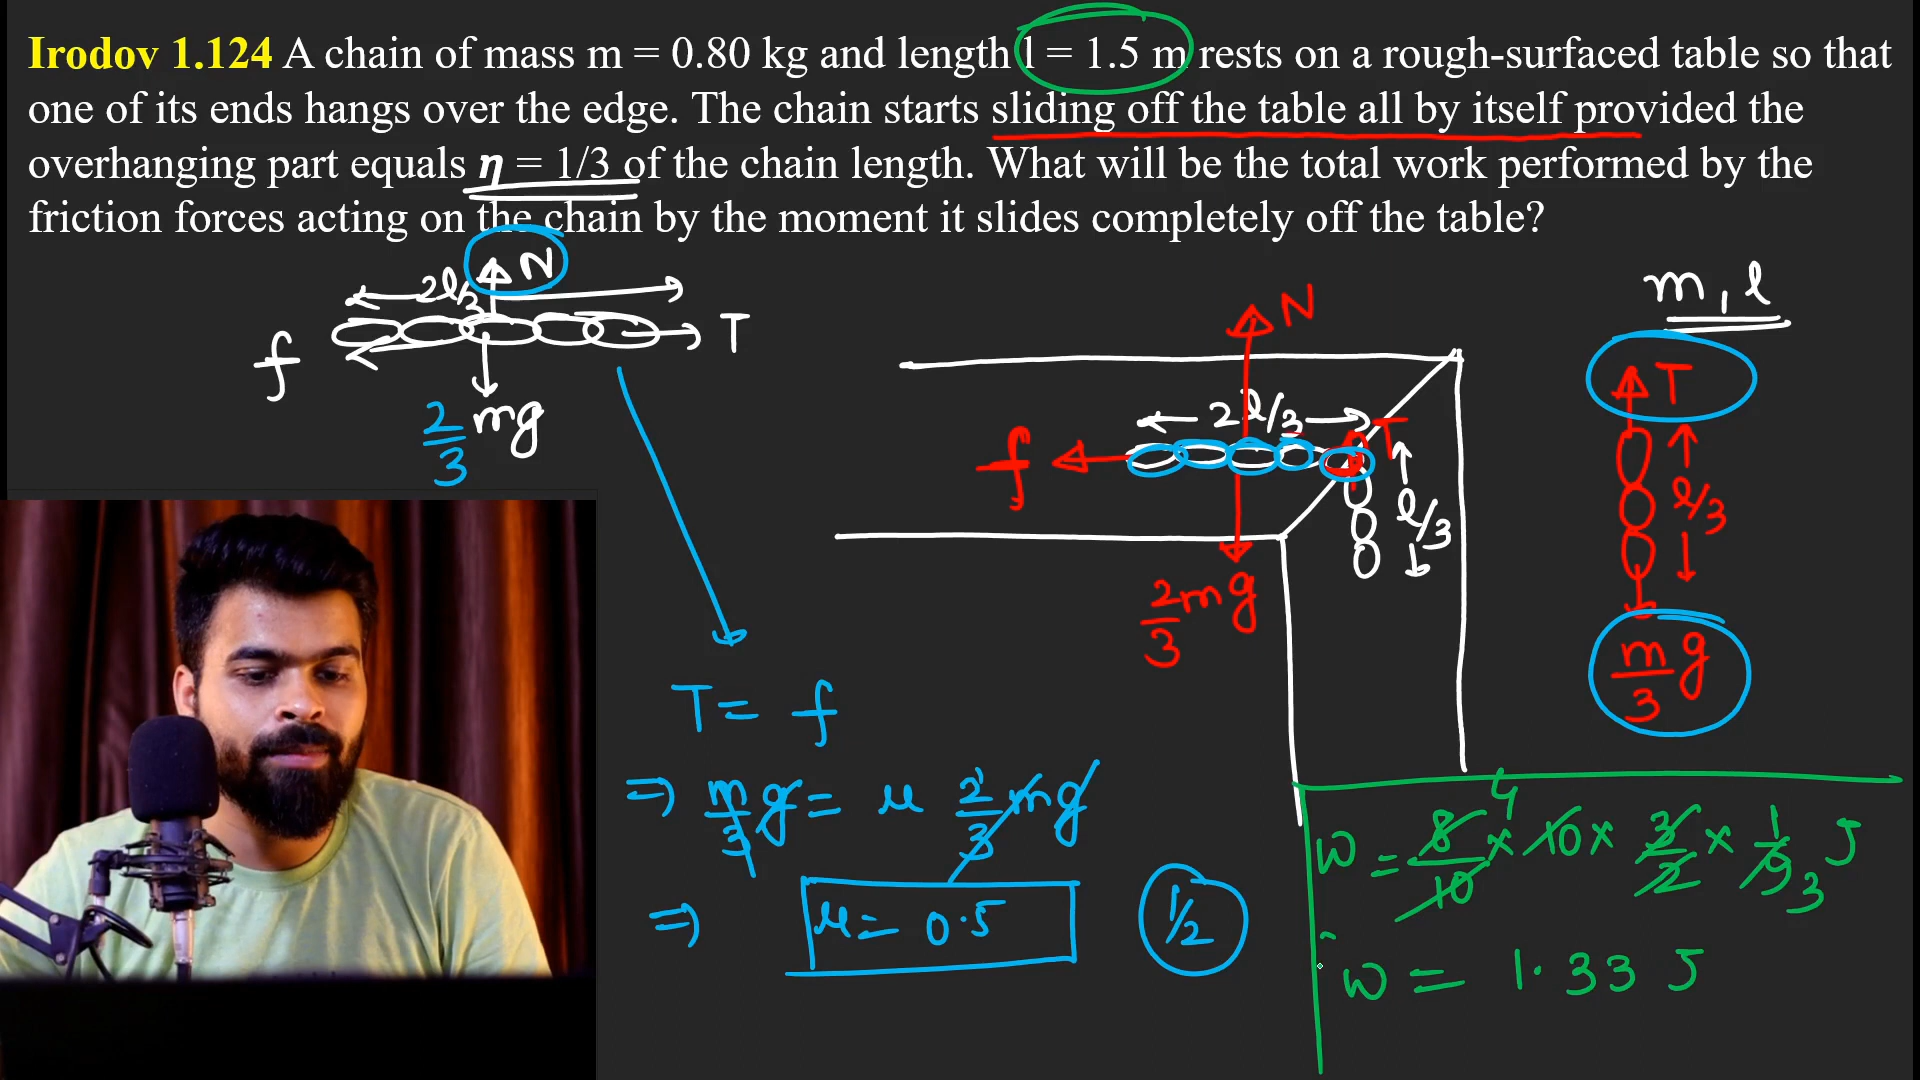 Irodov 1.124 A chain of mass m = 0.80 kg and length l = 1.5 m rests on a rough-surfaced table so that
one of its ends hangs over the edge. The chain starts sliding off the table all by itself provided the
overhanging part equals η = 1/3 of the chain length. What will be the total work performed by the
friction forces acting on the chain by the moment it slides completely off the table?
N
2l/3
f
T
2/3 mg
N
2l/3
T
f
l/3
2/3 mg
m, l
T
l/3
m/3 g
T = f
⇒ m/3 g = μ 2/3 mg
⇒ μ = 0.5
1/2
W = 8/10 × 10 × 3/2 × 1/9 J
4
3
W = 1.33 J